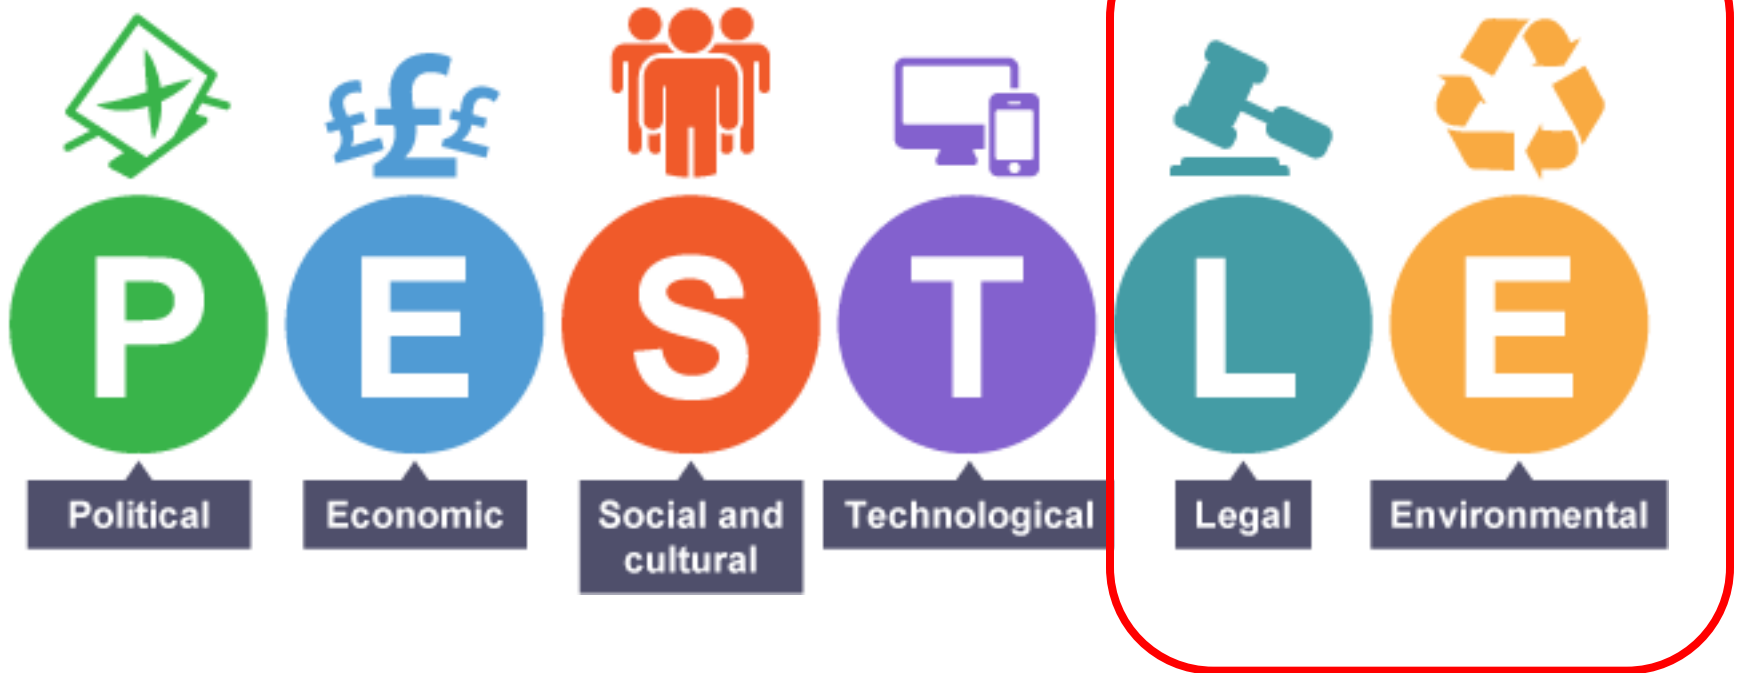 £££
P E S T L E
Political Economic Social and cultural Technological Legal Environmental